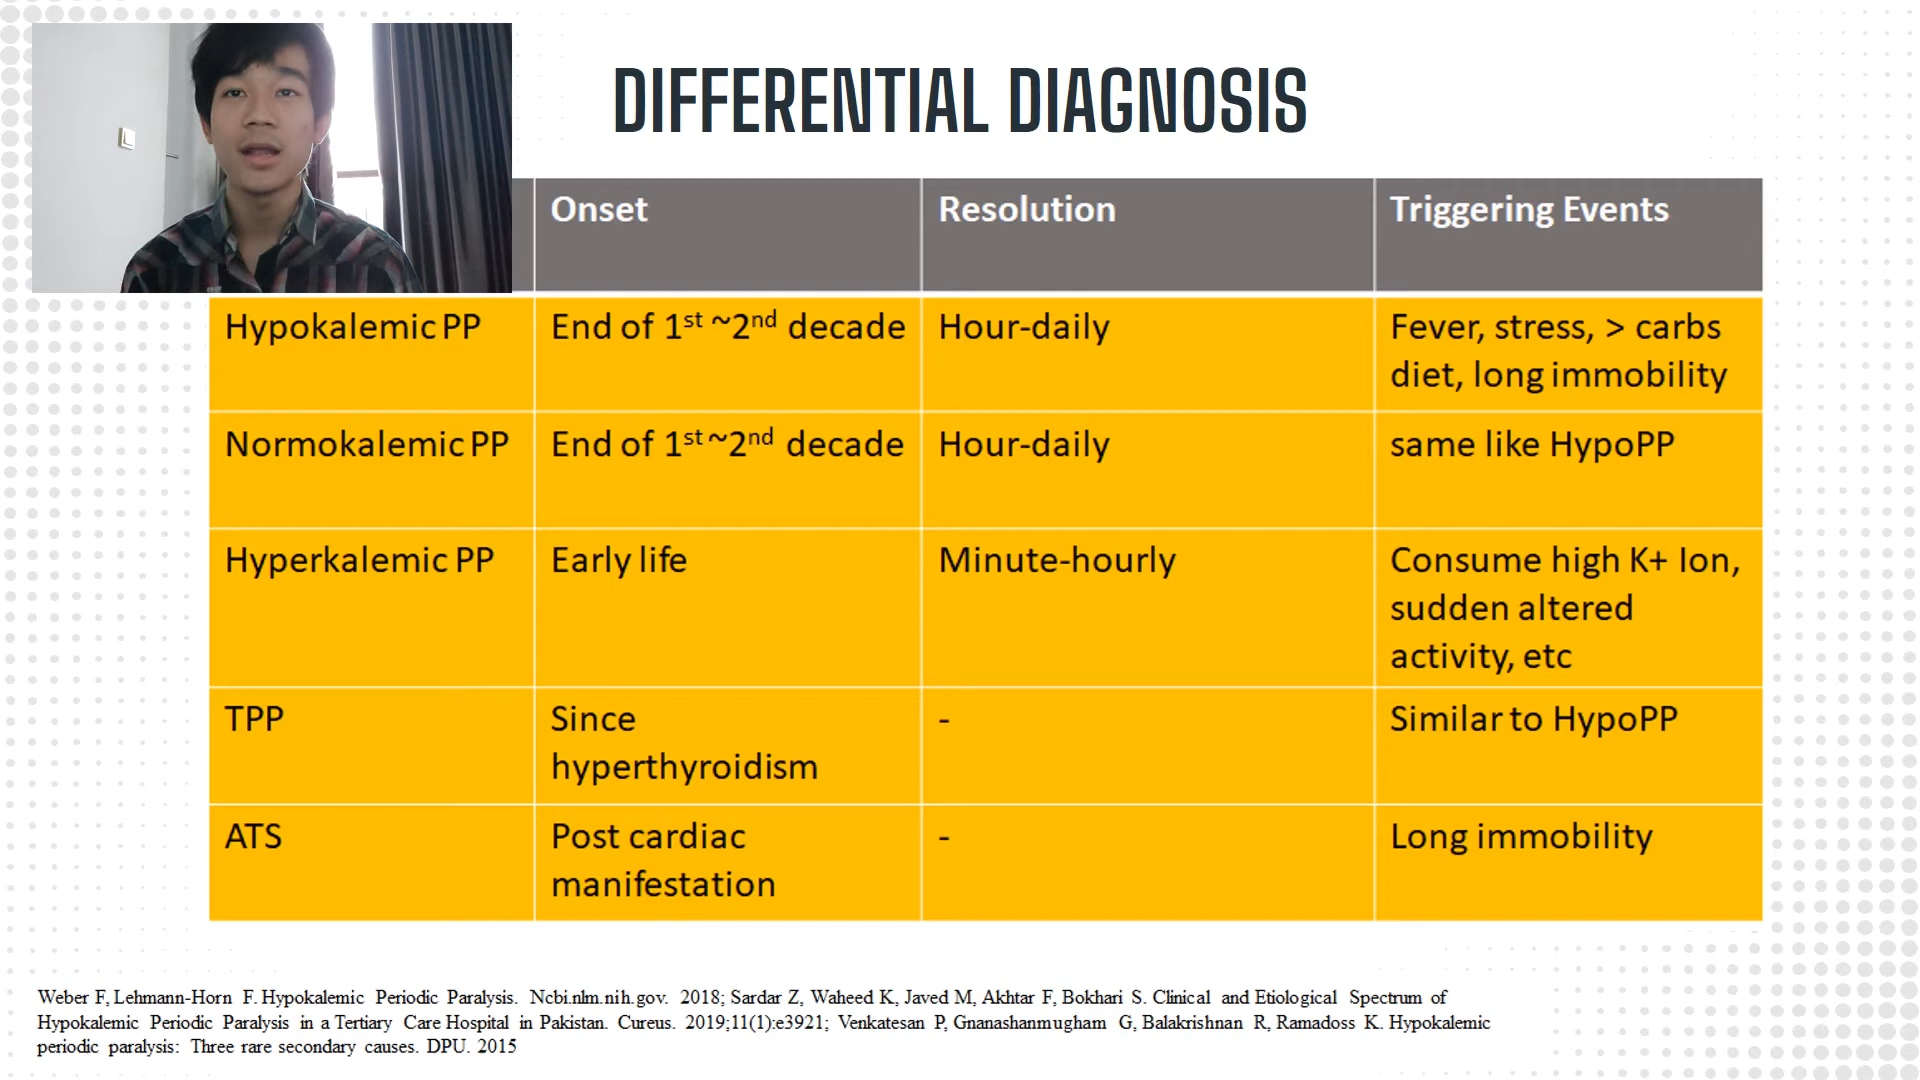 DIFFERENTIAL DIAGNOSIS
Onset Resolution Triggering Events
Hypokalemic PP End of 1st ~2nd decade Hour-daily Fever, stress, > carbs
diet, long immobility
Normokalemic PP End of 1st ~2nd decade Hour-daily same like HypoPP
Hyperkalemic PP Early life Minute-hourly Consume high K+ Ion,
sudden altered
activity, etc
TPP Since - Similar to HypoPP
hyperthyroidism
ATS Post cardiac - Long immobility
manifestation
Weber F, Lehmann-Horn F. Hypokalemic Periodic Paralysis. Ncbi.nlm.nih.gov. 2018; Sardar Z, Waheed K, Javed M, Akhtar F, Bokhari S. Clinical and Etiological Spectrum of
Hypokalemic Periodic Paralysis in a Tertiary Care Hospital in Pakistan. Cureus. 2019;11(1):e3921; Venkatesan P, Gnanashanmugham G, Balakrishnan R, Ramadoss K. Hypokalemic
periodic paralysis: Three rare secondary causes. DPU. 2015